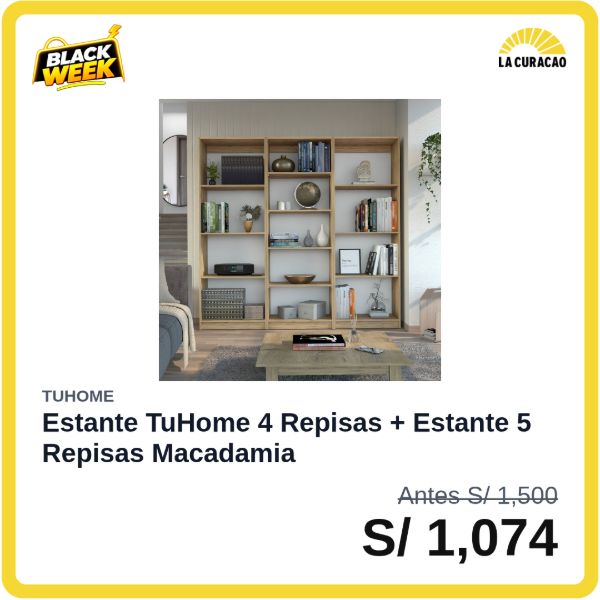 BLACK
WEEK
LA CURACAO
TUHOME
Estante TuHome 4 Repisas + Estante 5
Repisas Macadamia
Antes S/ 1,500
S/ 1,074